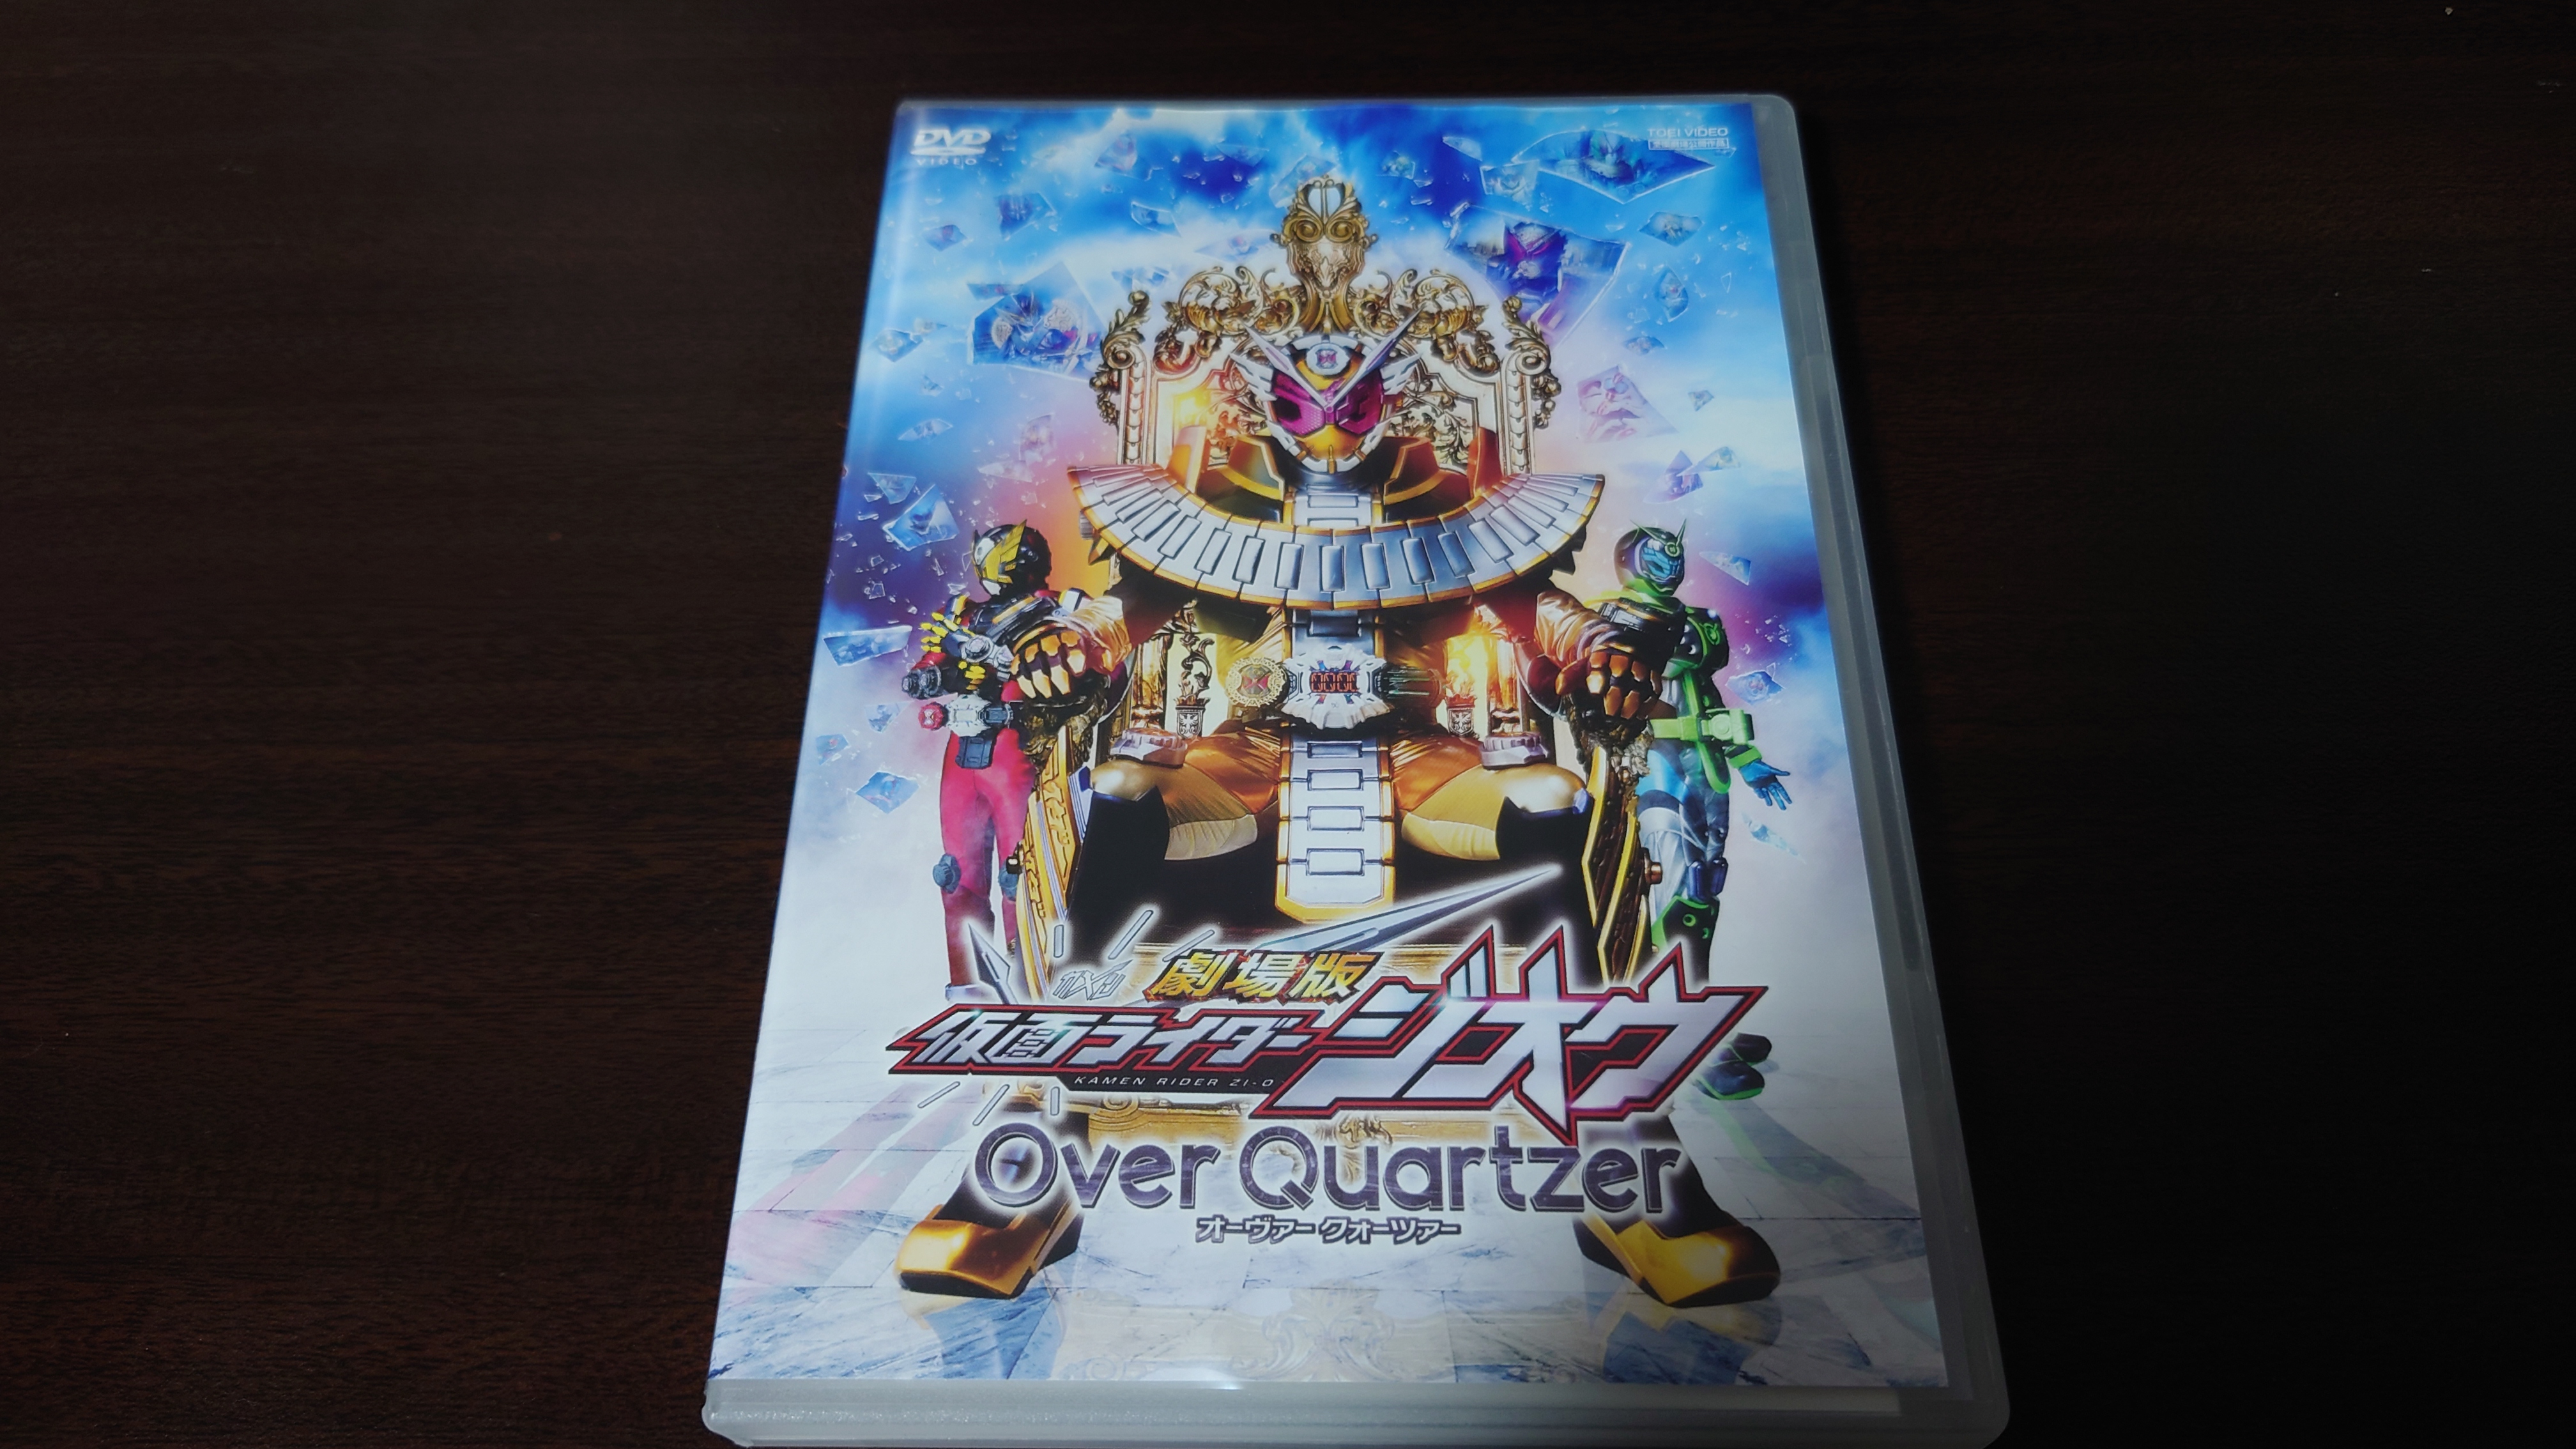 DVD
VIDEO
TOEI VIDEO
劇場版
仮面ライダージオウ
KAMEN RIDER ZI-O
Over Quartzer
オーヴァー クォーツァー